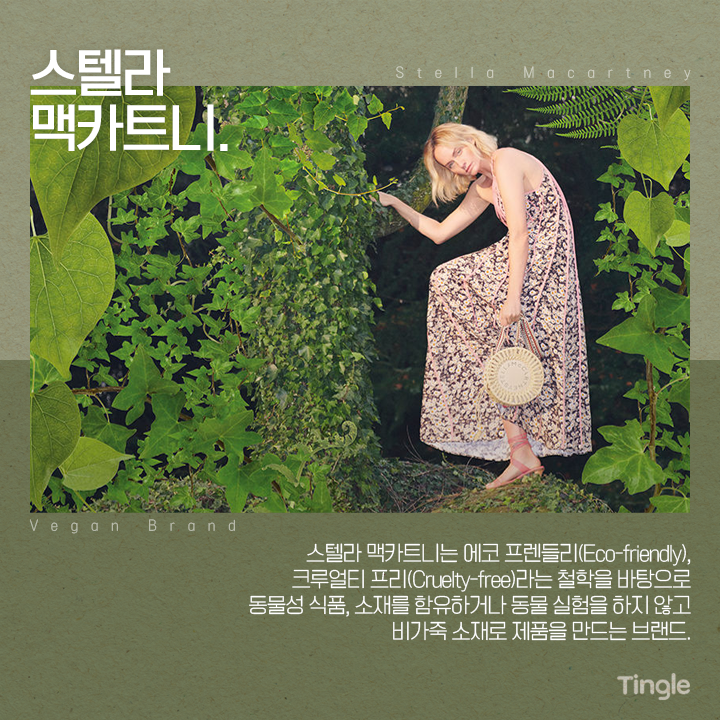 스텔라
맥카트니.
Stella Macartney
Vegan Brand
스텔라 맥카트니는 에코 프렌들리(Eco-friendly),
크루얼티 프리(Cruelty-free)라는 철학을 바탕으로
동물성 식품, 소재를 함유하거나 동물 실험을 하지 않고
비가죽 소재로 제품을 만드는 브랜드.
Tingle